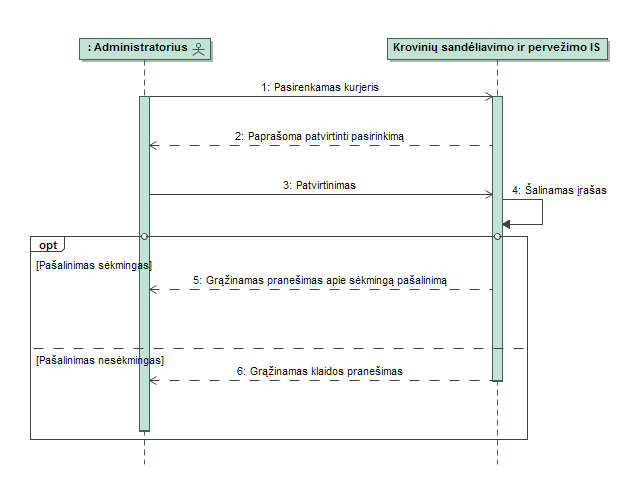 : Administratorius
Krovinių sandėliavimo ir pervežimo IS
1: Pasirenkamas kurjeris
2: Paprašoma patvirtinti pasirinkimą
3: Patvirtinimas
4: Šalinamas įrašas
opt
[Pašalinimas sėkmingas]
5: Grąžinamas pranešimas apie sėkmingą pašalinimą
[Pašalinimas nesėkmingas]
6: Grąžinamas klaidos pranešimas